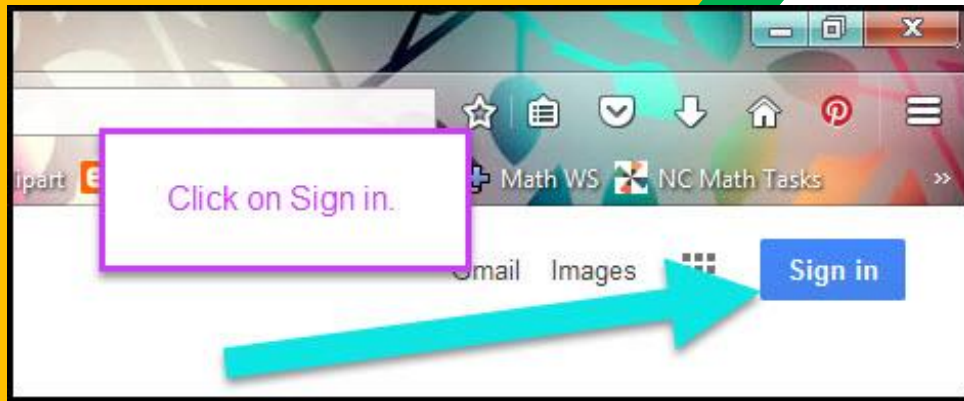 ipart
Math WS
NC Math Tasks
»
Click on Sign in.
Gmail Images
Sign in